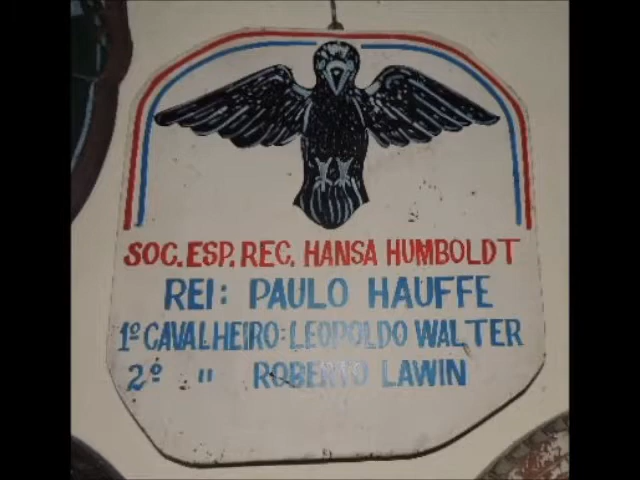 SOC. ESP. REC. HANSA HUMBOLDT
REI: PAULO HAUFFE
1º CAVALHEIRO: LEOPOLDO WALTER
2º " ROBERTO LAWIN